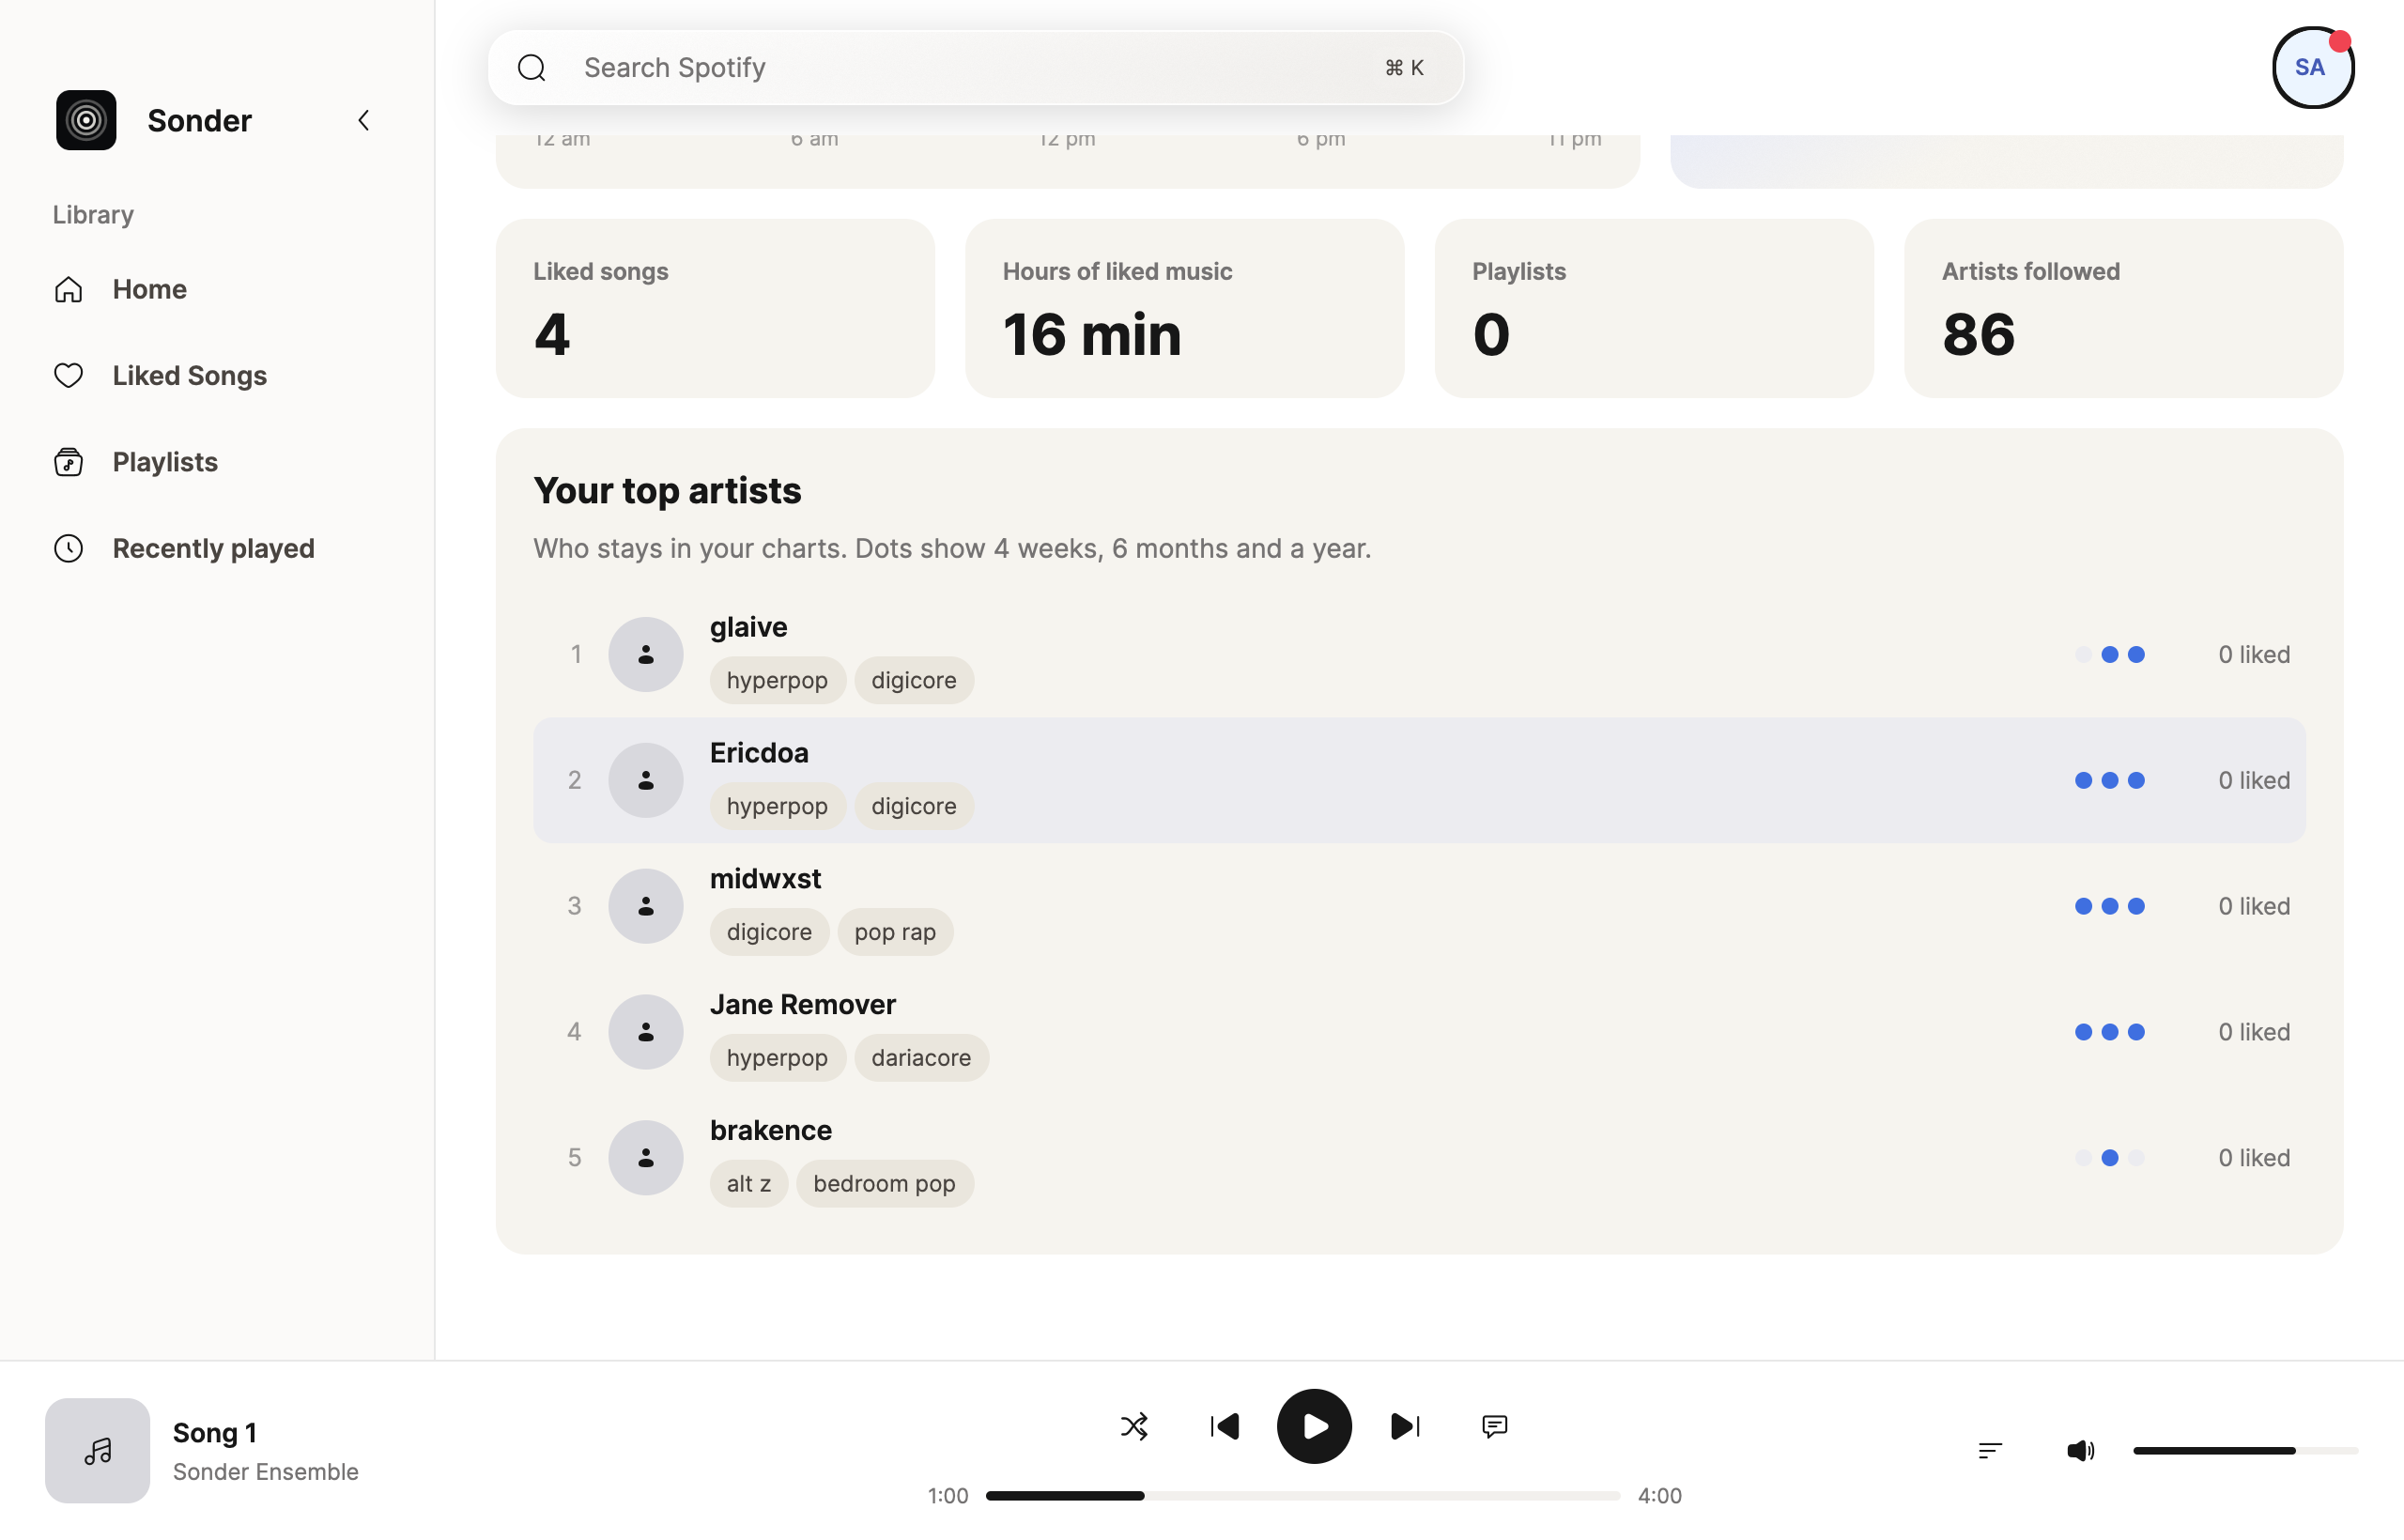 Search Spotify
⌘ K
SA
Sonder
Library
Home
Liked Songs
Playlists
Recently played
12 am
6 am
12 pm
6 pm
11 pm
Liked songs
4
Hours of liked music
16 min
Playlists
0
Artists followed
86
Your top artists
Who stays in your charts. Dots show 4 weeks, 6 months and a year.
1
glaive
hyperpop digicore
0 liked
2
Ericdoa
hyperpop digicore
0 liked
3
midwxst
digicore pop rap
0 liked
4
Jane Remover
hyperpop dariacore
0 liked
5
brakence
alt z bedroom pop
0 liked
Song 1
Sonder Ensemble
1:00
4:00